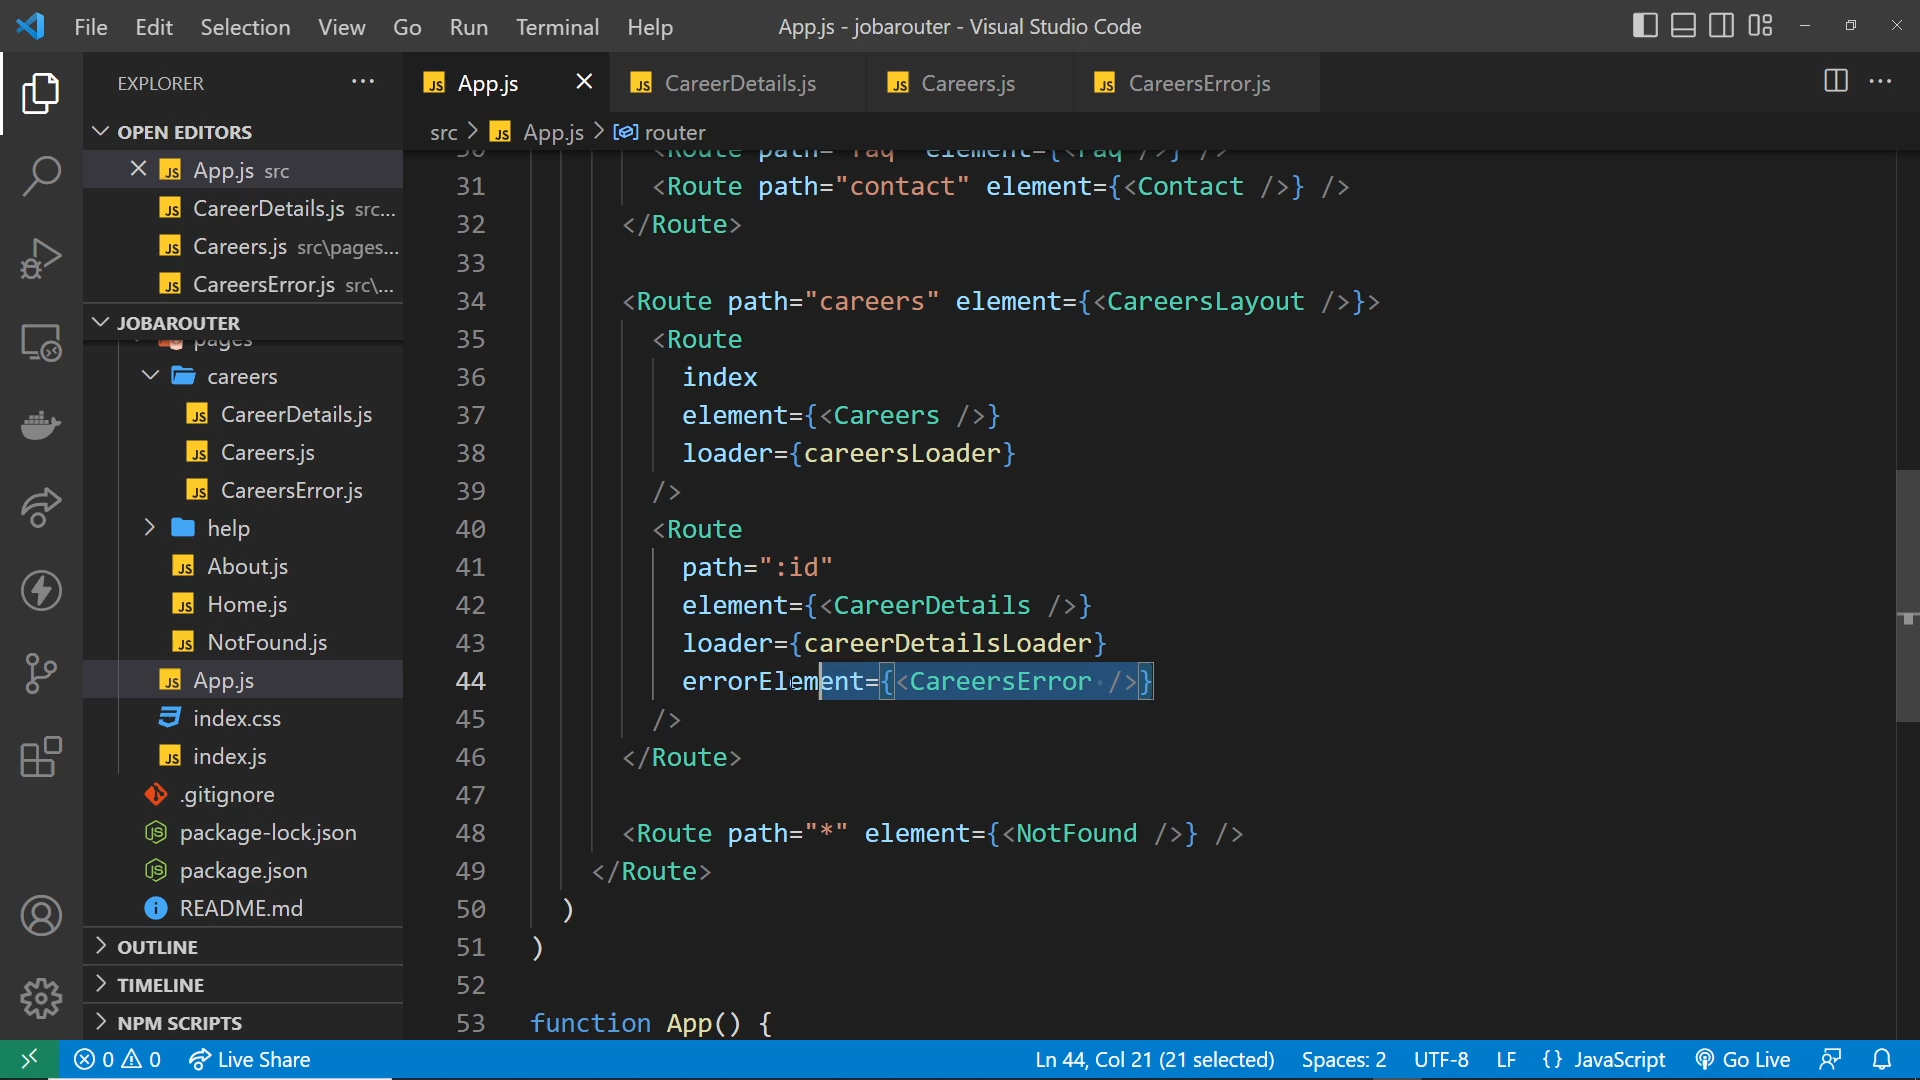 File Edit Selection View Go Run Terminal Help
App.js - jobarouter - Visual Studio Code
EXPLORER
OPEN EDITORS
App.js src
CareerDetails.js src...
Careers.js src\pages...
CareersError.js src\...
JOBAROUTER
pages
careers
CareerDetails.js
Careers.js
CareersError.js
help
About.js
Home.js
NotFound.js
App.js
index.css
index.js
.gitignore
package-lock.json
package.json
README.md
OUTLINE
TIMELINE
NPM SCRIPTS
App.js CareerDetails.js Careers.js CareersError.js
src > App.js > router
30 <Route path="faq" element={<Faq />} />
31 <Route path="contact" element={<Contact />} />
32 </Route>
33
34 <Route path="careers" element={<CareersLayout />}>
35 <Route
36 index
37 element={<Careers />}
38 loader={careersLoader}
39 />
40 <Route
41 path=":id"
42 element={<CareerDetails />}
43 loader={careerDetailsLoader}
44 errorElement={<CareersError />}
45 />
46 </Route>
47
48 <Route path="*" element={<NotFound />} />
49 </Route>
50 )
51 )
52
53 function App() {
0 0 Live Share Ln 44, Col 21 (21 selected) Spaces: 2 UTF-8 LF {} JavaScript Go Live